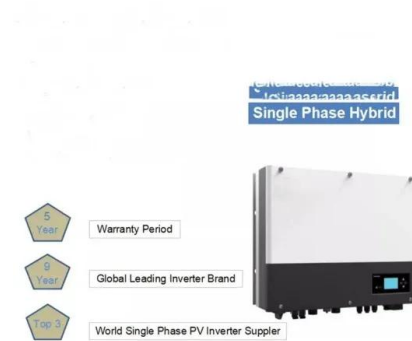 Single Phase Hybrid
5
Year
Warranty Period
9
Year
Global Leading Inverter Brand
Top 3
World Single Phase PV Inverter Suppler